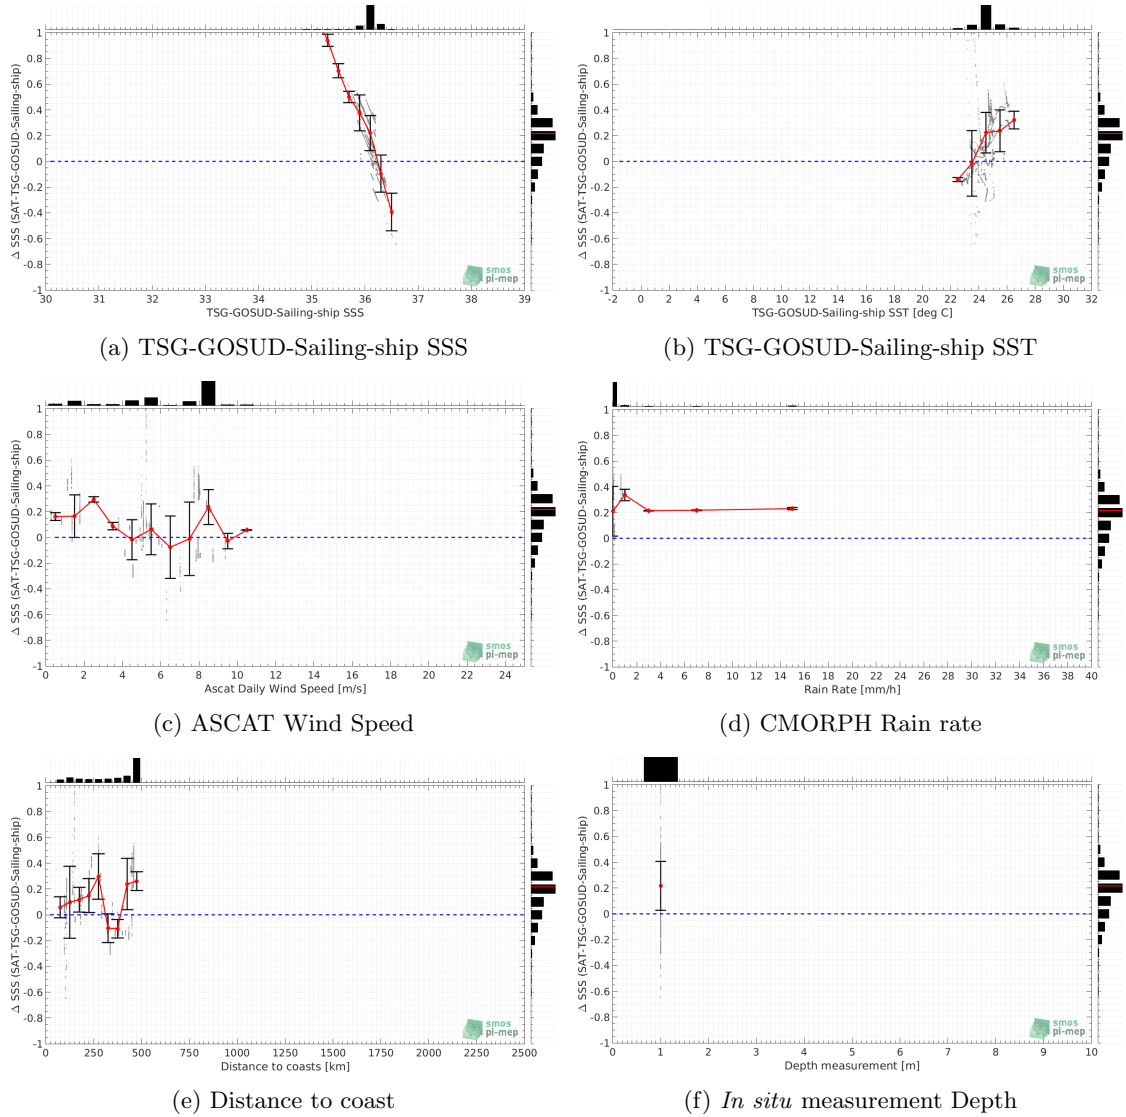 1
0.8
0.6
0.4
0.2
0
-0.2
-0.4
-0.6
-0.8
-1
Δ SSS (SAT-TSG-GOSUD-Sailing-ship)
30 31 32 33 34 35 36 37 38 39
TSG-GOSUD-Sailing-ship SSS
smos
pi-mep
(a) TSG-GOSUD-Sailing-ship SSS
1
0.8
0.6
0.4
0.2
0
-0.2
-0.4
-0.6
-0.8
-1
Δ SSS (SAT-TSG-GOSUD-Sailing-ship)
-2 0 2 4 6 8 10 12 14 16 18 20 22 24 26 28 30 32
TSG-GOSUD-Sailing-ship SST [deg C]
smos
pi-mep
(b) TSG-GOSUD-Sailing-ship SST
1
0.8
0.6
0.4
0.2
0
-0.2
-0.4
-0.6
-0.8
-1
Δ SSS (SAT-TSG-GOSUD-Sailing-ship)
0 2 4 6 8 10 12 14 16 18 20 22 24
Ascat Daily Wind Speed [m/s]
smos
pi-mep
(c) ASCAT Wind Speed
1
0.8
0.6
0.4
0.2
0
-0.2
-0.4
-0.6
-0.8
-1
Δ SSS (SAT-TSG-GOSUD-Sailing-ship)
0 2 4 6 8 10 12 14 16 18 20 22 24 26 28 30 32 34 36 38 40
Rain Rate [mm/h]
smos
pi-mep
(d) CMORPH Rain rate
1
0.8
0.6
0.4
0.2
0
-0.2
-0.4
-0.6
-0.8
-1
Δ SSS (SAT-TSG-GOSUD-Sailing-ship)
0 250 500 750 1000 1250 1500 1750 2000 2250 2500
Distance to coasts [km]
smos
pi-mep
(e) Distance to coast
1
0.8
0.6
0.4
0.2
0
-0.2
-0.4
-0.6
-0.8
-1
Δ SSS (SAT-TSG-GOSUD-Sailing-ship)
0 1 2 3 4 5 6 7 8 9 10
Depth measurement [m]
smos
pi-mep
(f) In situ measurement Depth